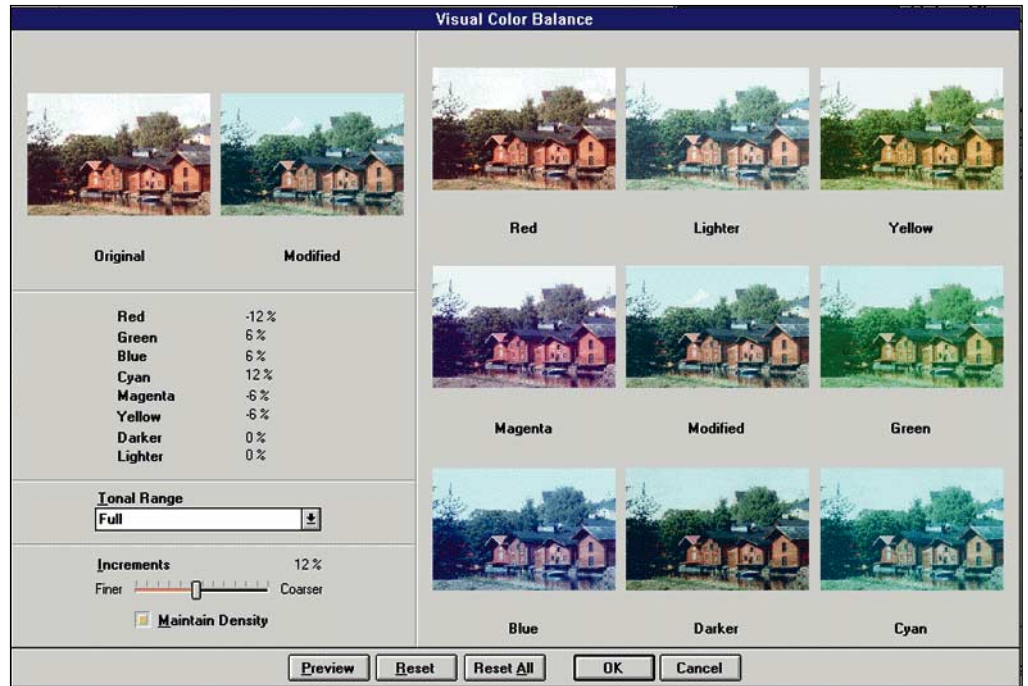 Visual Color Balance
Original
Modified
Red -12 %
Green 6 %
Blue 6 %
Cyan 12 %
Magenta -6 %
Yellow -6 %
Darker 0 %
Lighter 0 %
Tonal Range
Full
Increments 12 %
Finer Coarser
Maintain Density
Red Lighter Yellow
Magenta Modified Green
Blue Darker Cyan
Preview Reset Reset All OK Cancel